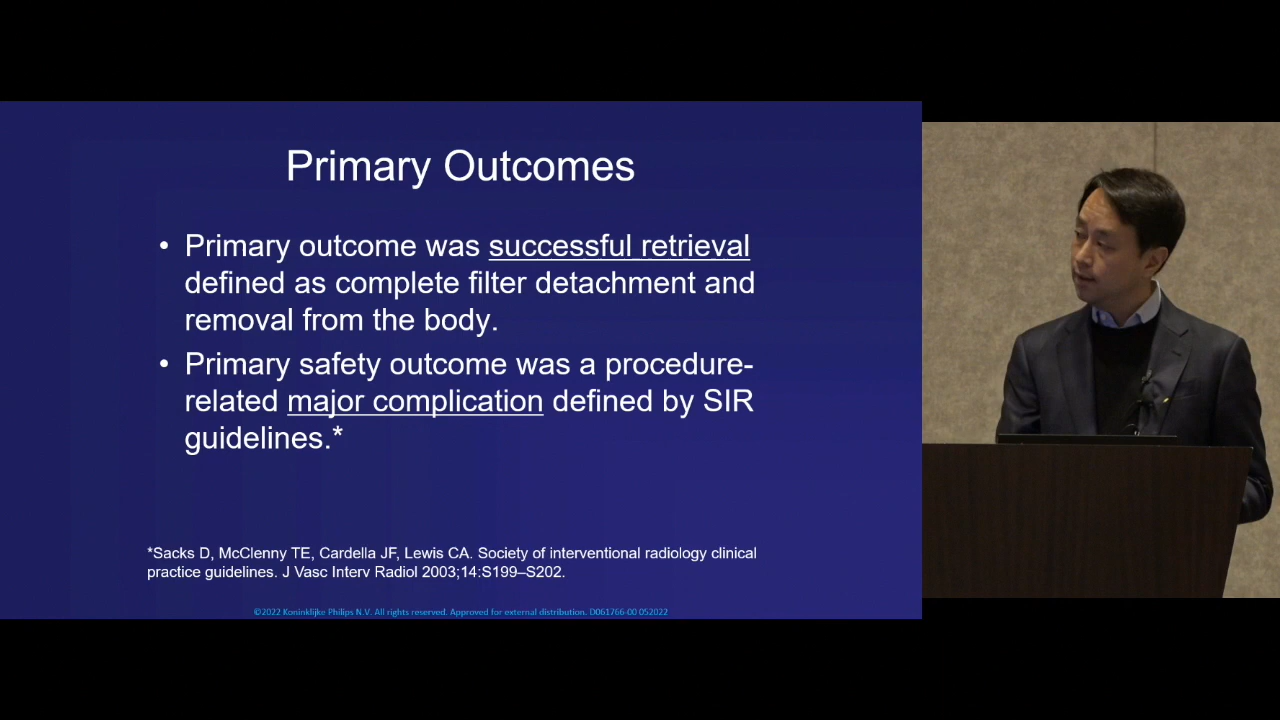 Primary Outcomes
• Primary outcome was successful retrieval
defined as complete filter detachment and
removal from the body.
• Primary safety outcome was a procedure-
related major complication defined by SIR
guidelines.*
*Sacks D, McClenny TE, Cardella JF, Lewis CA. Society of interventional radiology clinical
practice guidelines. J Vasc Interv Radiol 2003;14:S199–S202.
©2022 Koninklijke Philips N.V. All rights reserved. Approved for external distribution. D061766-00 052022